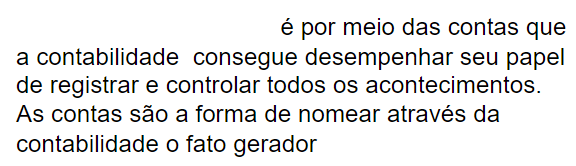 é por meio das contas que
a contabilidade consegue desempenhar seu papel
de registrar e controlar todos os acontecimentos.
As contas são a forma de nomear através da
contabilidade o fato gerador